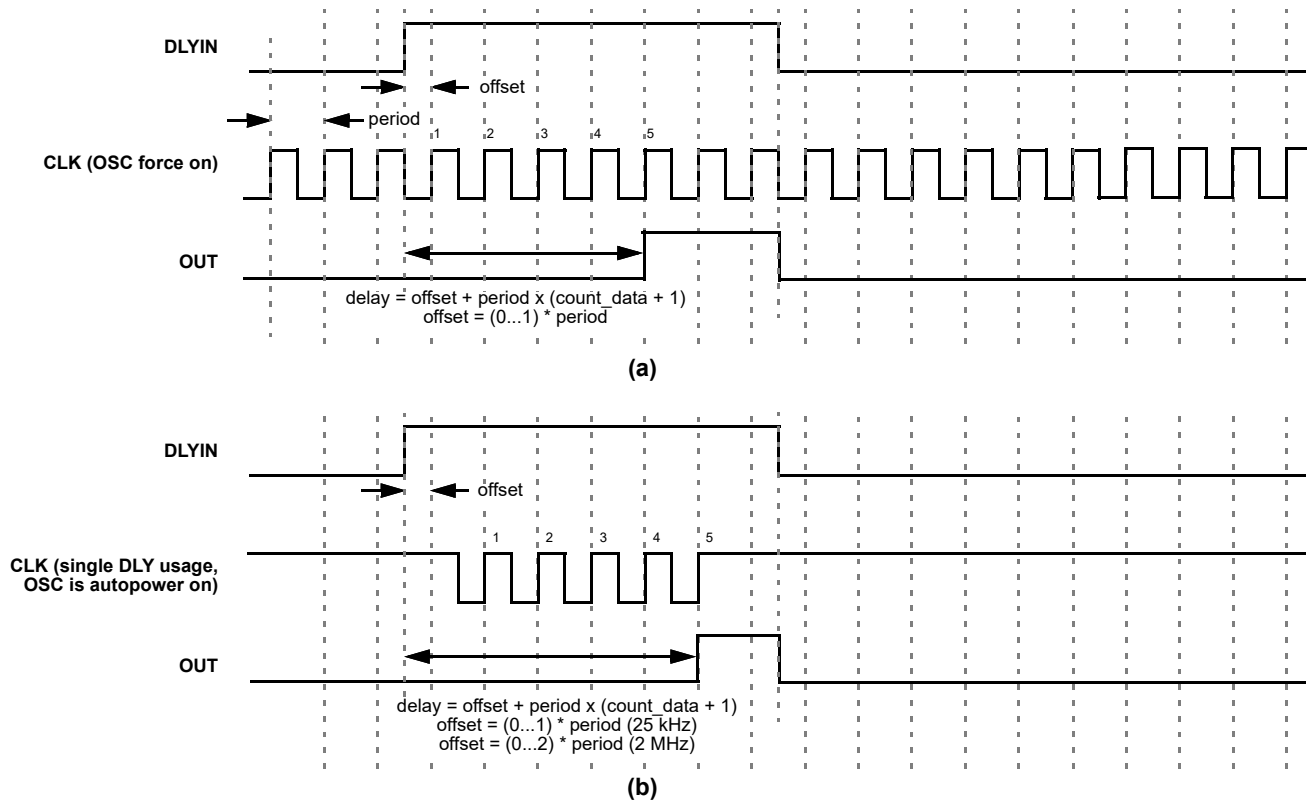 DLYIN
offset
period
1 2 3 4 5
CLK (OSC force on)
OUT
delay = offset + period x (count_data + 1)
offset = (0...1) * period
(a)
DLYIN
offset
1 2 3 4 5
CLK (single DLY usage,
OSC is autopower on)
OUT
delay = offset + period x (count_data + 1)
offset = (0...1) * period (25 kHz)
offset = (0...2) * period (2 MHz)
(b)